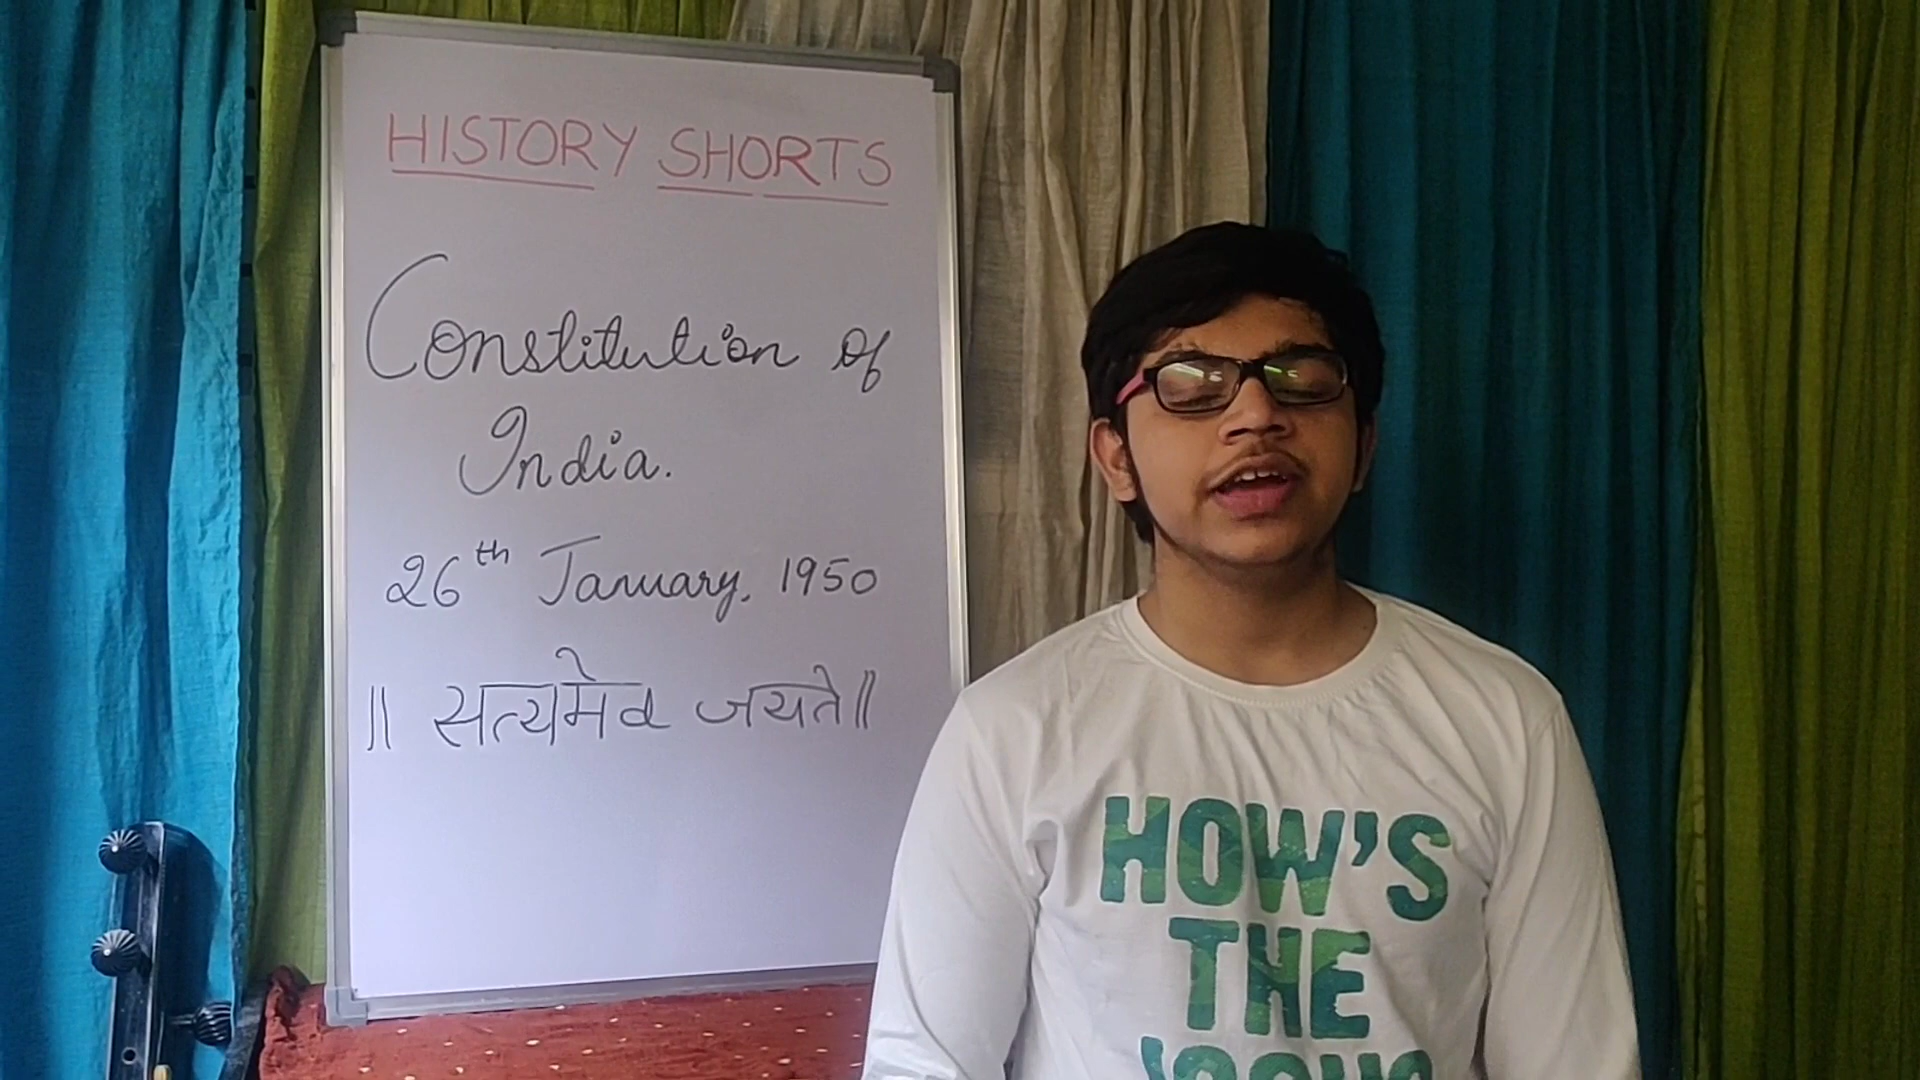 HISTORY SHORTS
Constitution of
India.
26th January, 1950
॥ सत्यमेव जयते॥
HOW'S
THE